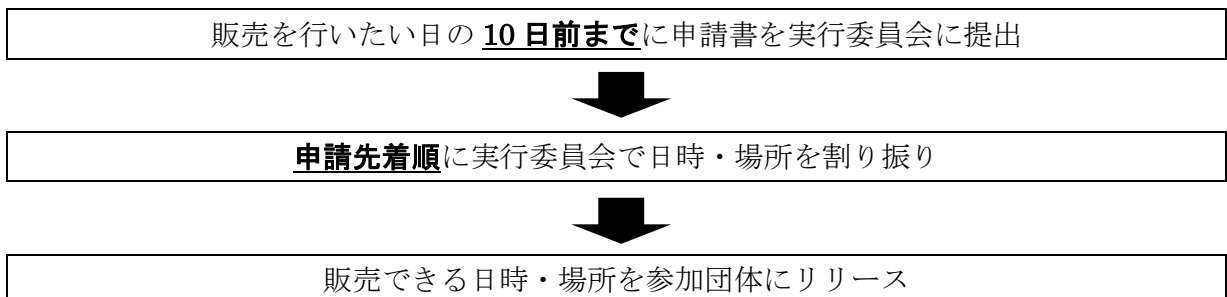 販売を行いたい日の 10 日前までに申請書を実行委員会に提出
申請先着順に実行委員会で日時・場所を割り振り
販売できる日時・場所を参加団体にリリース